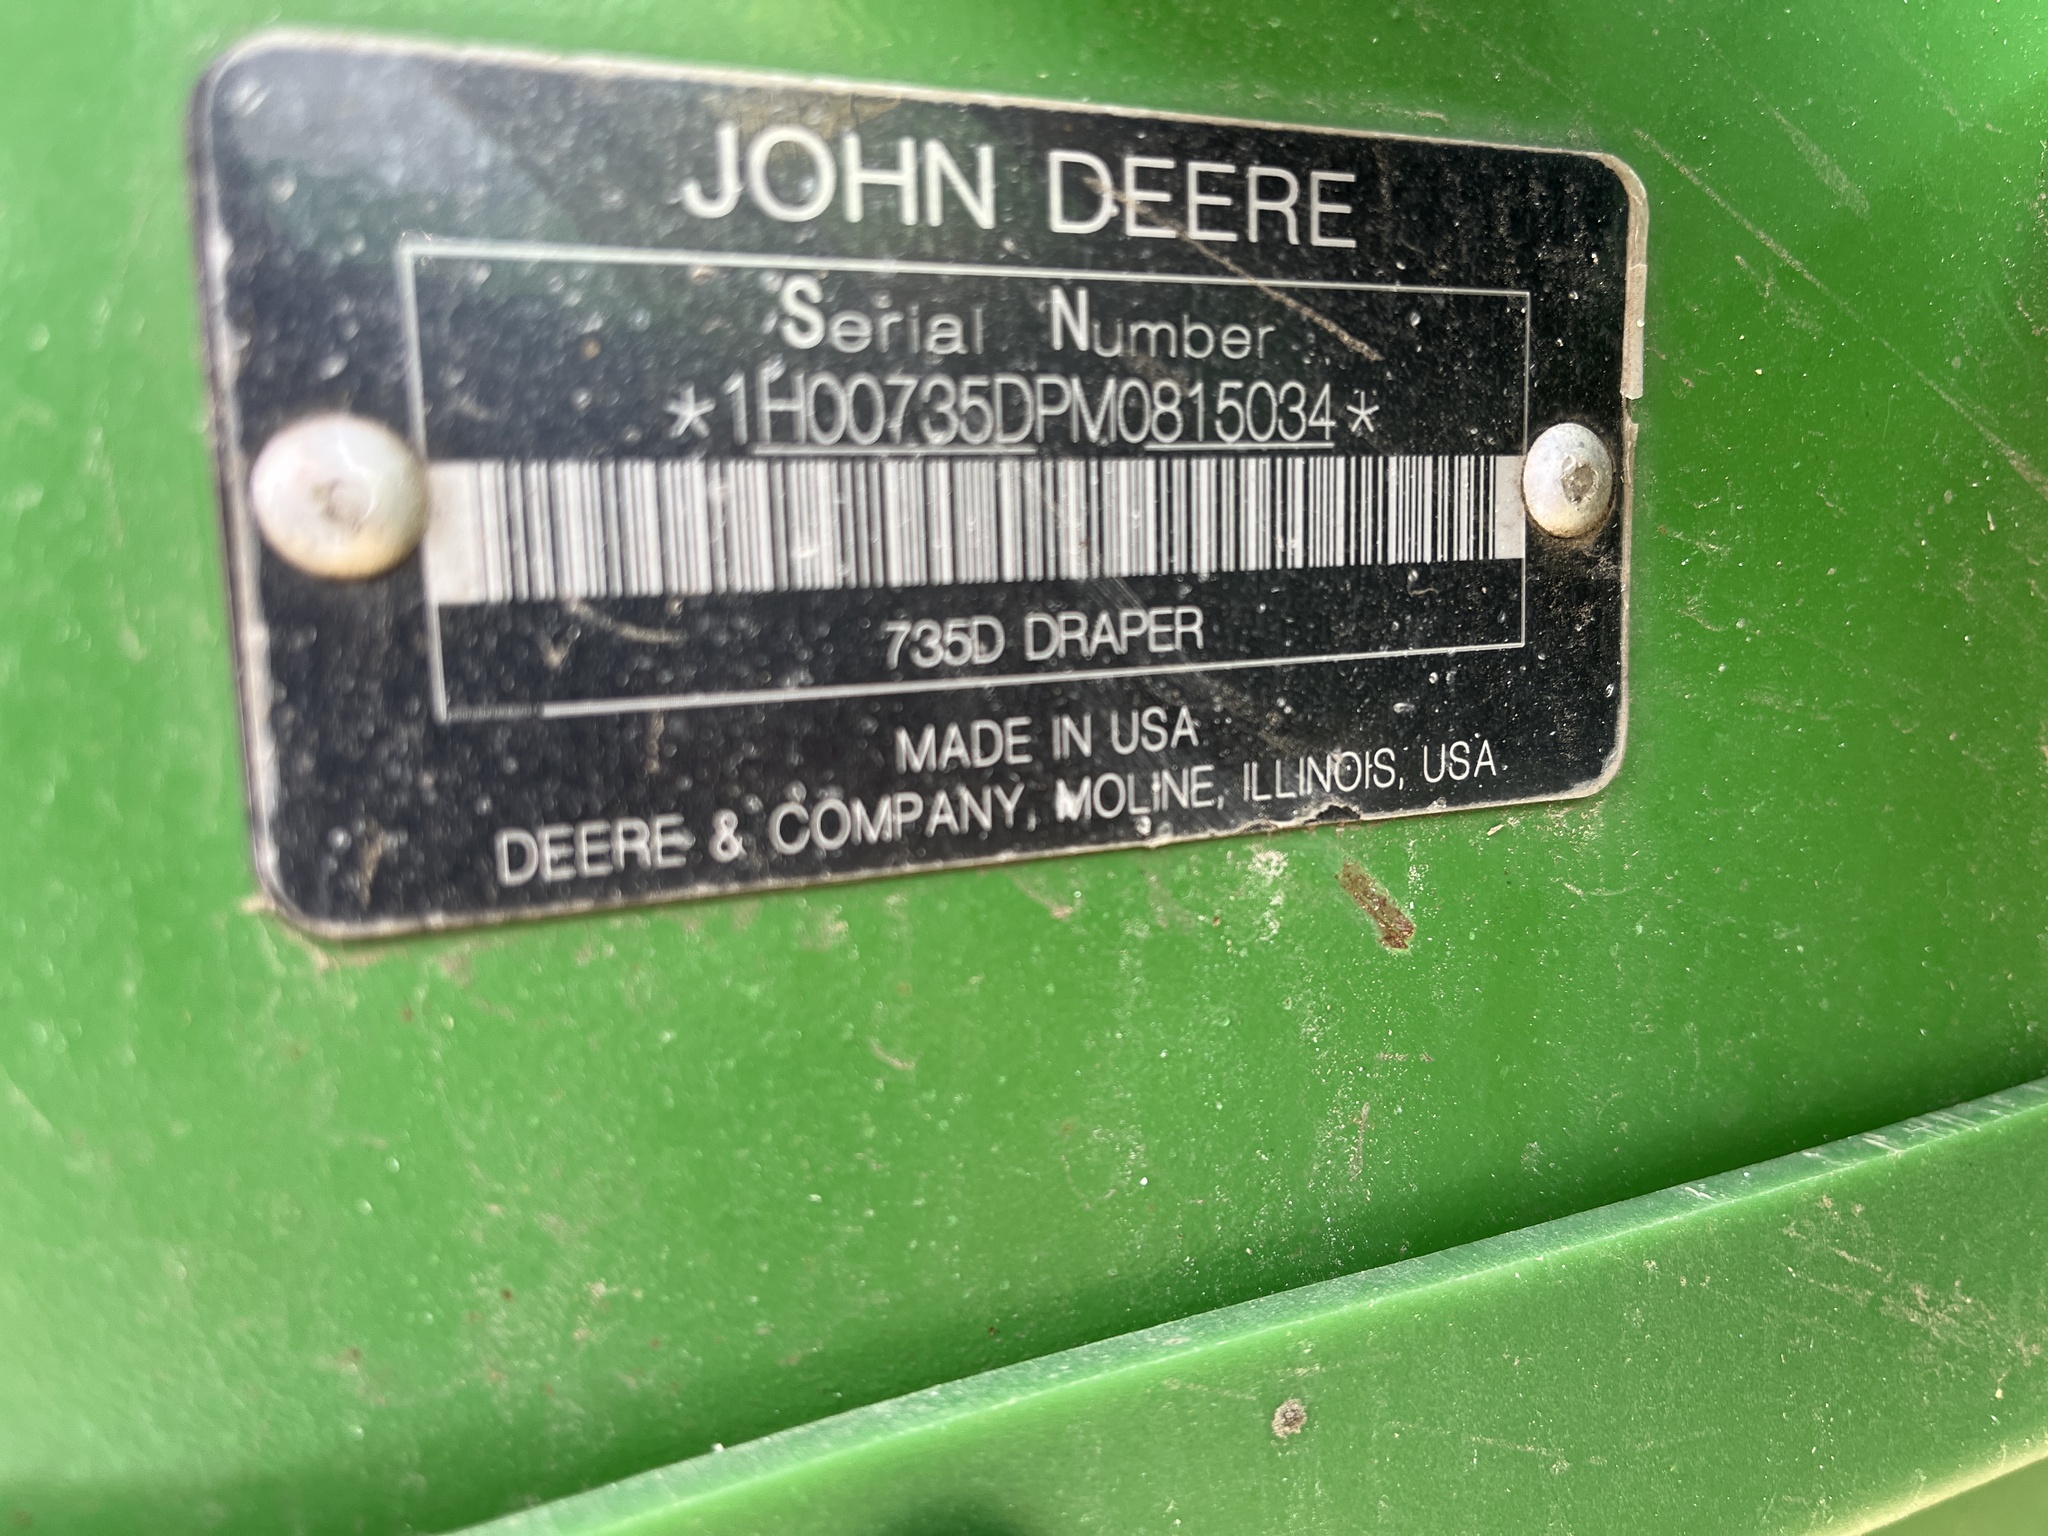 JOHN DEERE
Serial Number
*1H00735DPM0815034*
735D DRAPER
MADE IN USA
DEERE & COMPANY, MOLINE, ILLINOIS, USA